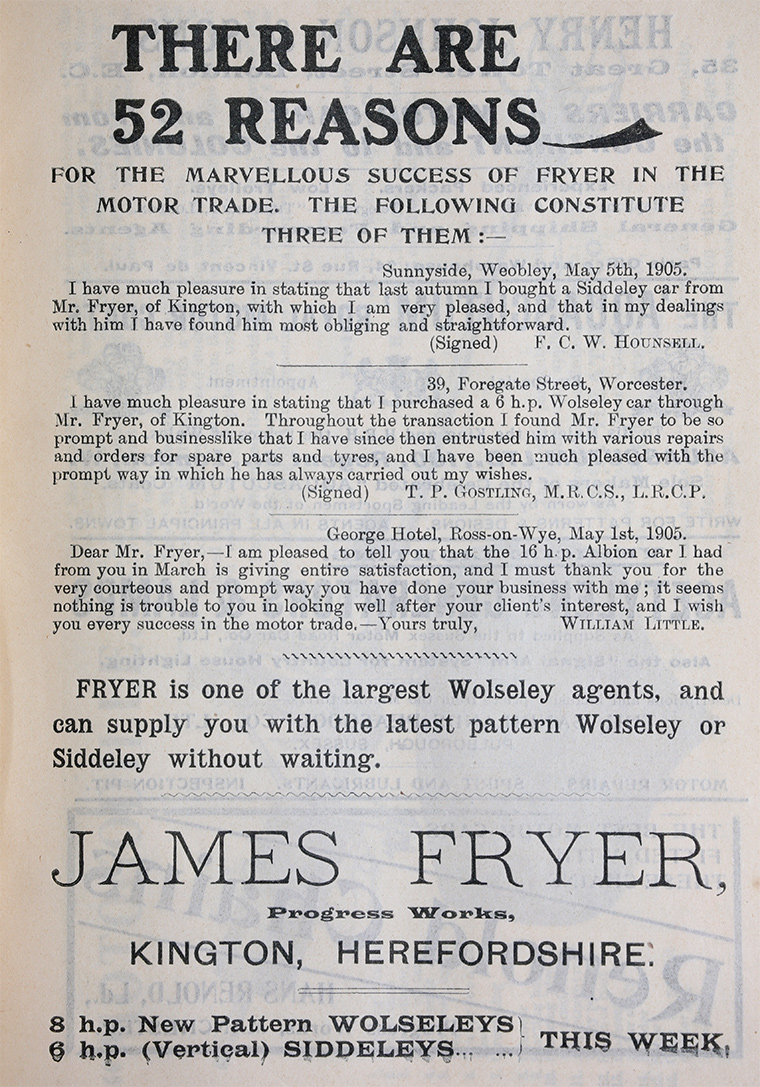 THERE ARE
52 REASONS
FOR THE MARVELLOUS SUCCESS OF FRYER IN THE
MOTOR TRADE. THE FOLLOWING CONSTITUTE
THREE OF THEM:—
Sunnyside, Weobley, May 5th, 1905.
I have much pleasure in stating that last autumn I bought a Siddeley car from
Mr. Fryer, of Kington, with which I am very pleased, and that in my dealings
with him I have found him most obliging and straightforward.
(Signed) F. C. W. HOUNSELL.
39, Foregate Street, Worcester.
I have much pleasure in stating that I purchased a 6 h.p. Wolseley car through
Mr. Fryer, of Kington. Throughout the transaction I found Mr. Fryer to be so
prompt and businesslike that I have since then entrusted him with various repairs
and orders for spare parts and tyres, and I have been much pleased with the
prompt way in which he has always carried out my wishes.
(Signed) T. P. GOSTLING, M.R.C.S., L.R.C.P.
George Hotel, Ross-on-Wye, May 1st, 1905.
Dear Mr. Fryer,—I am pleased to tell you that the 16 h.p. Albion car I had
from you in March is giving entire satisfaction, and I must thank you for the
very courteous and prompt way you have done your business with me; it seems
nothing is trouble to you in looking well after your client's interest, and I wish
you every success in the motor trade.—Yours truly, WILLIAM LITTLE.
FRYER is one of the largest Wolseley agents, and
can supply you with the latest pattern Wolseley or
Siddeley without waiting.
JAMES FRYER,
Progress Works,
KINGTON, HEREFORDSHIRE.
8 h.p. New Pattern WOLSELEYS
6 h.p. (Vertical) SIDDELEYS... ...
THIS WEEK.